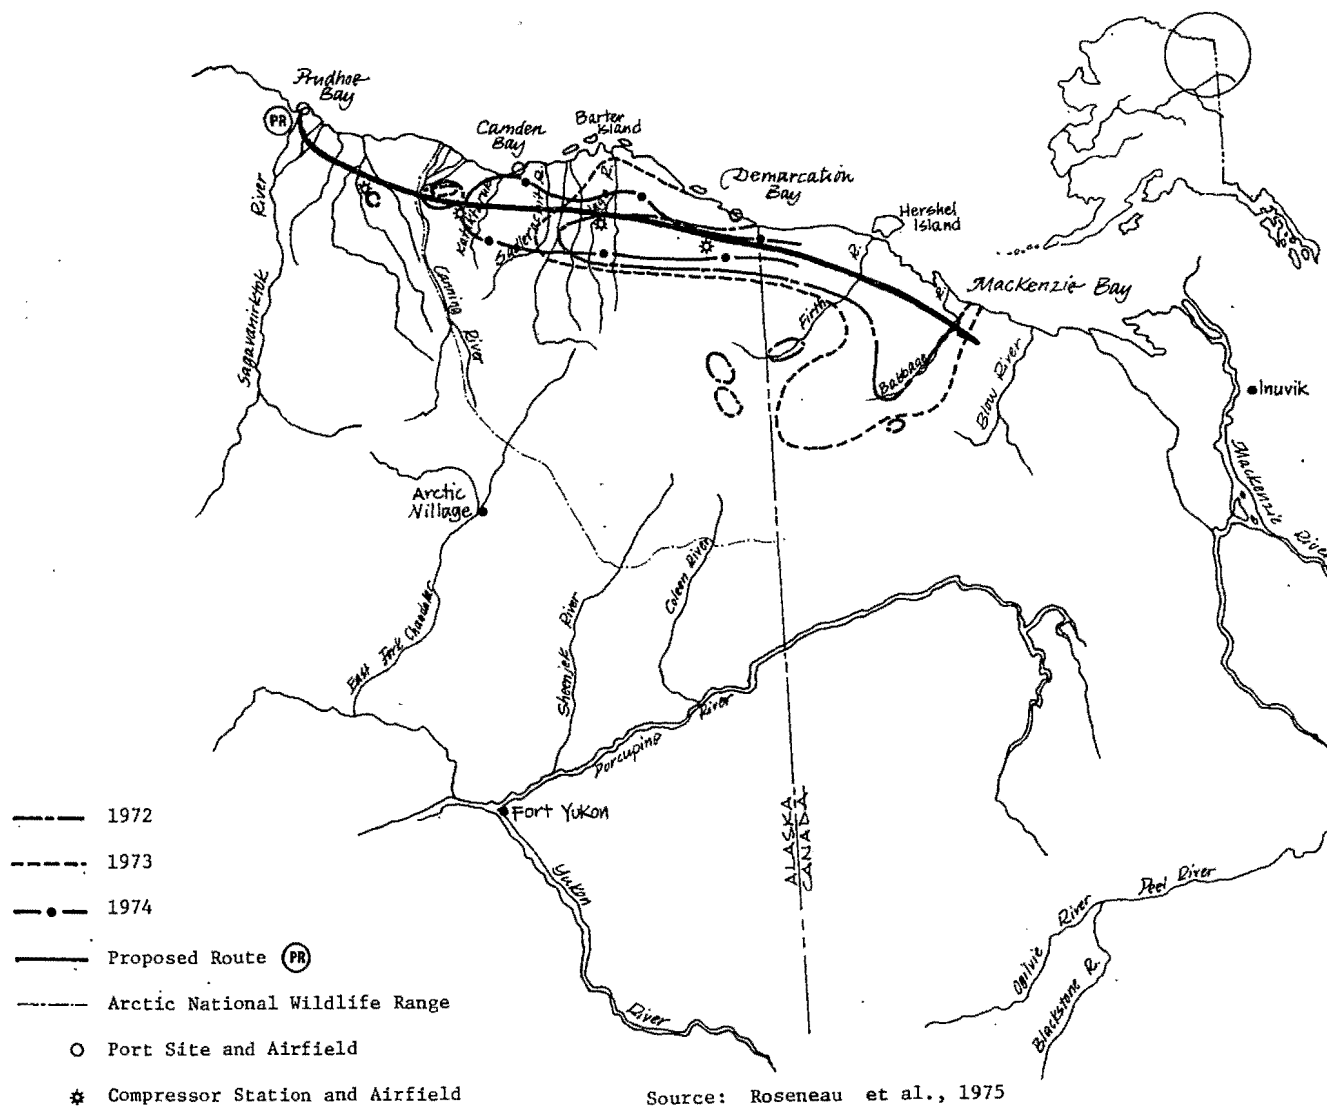 Prudhoe
Bay
PR
Camden
Bay
Barter
Island
Demarcation
Bay
Hershel
Island
Mackenzie Bay
Sagavanirktok
River
Canning
River
R.
R.
Firth
R.
Babbage
R.
Blow River
Inuvik
Mackenzie
River
Arctic
Village
East Fork Chandalar
Sheenjek
River
Coleen River
Porcupine
River
Fort Yukon
Yukon
River
ALASKA
CANADA
Peel River
Ogilvie
River
Blackstone R.
1972
1973
1974
Proposed Route PR
Arctic National Wildlife Range
Port Site and Airfield
Compressor Station and Airfield
Source: Roseneau et al., 1975